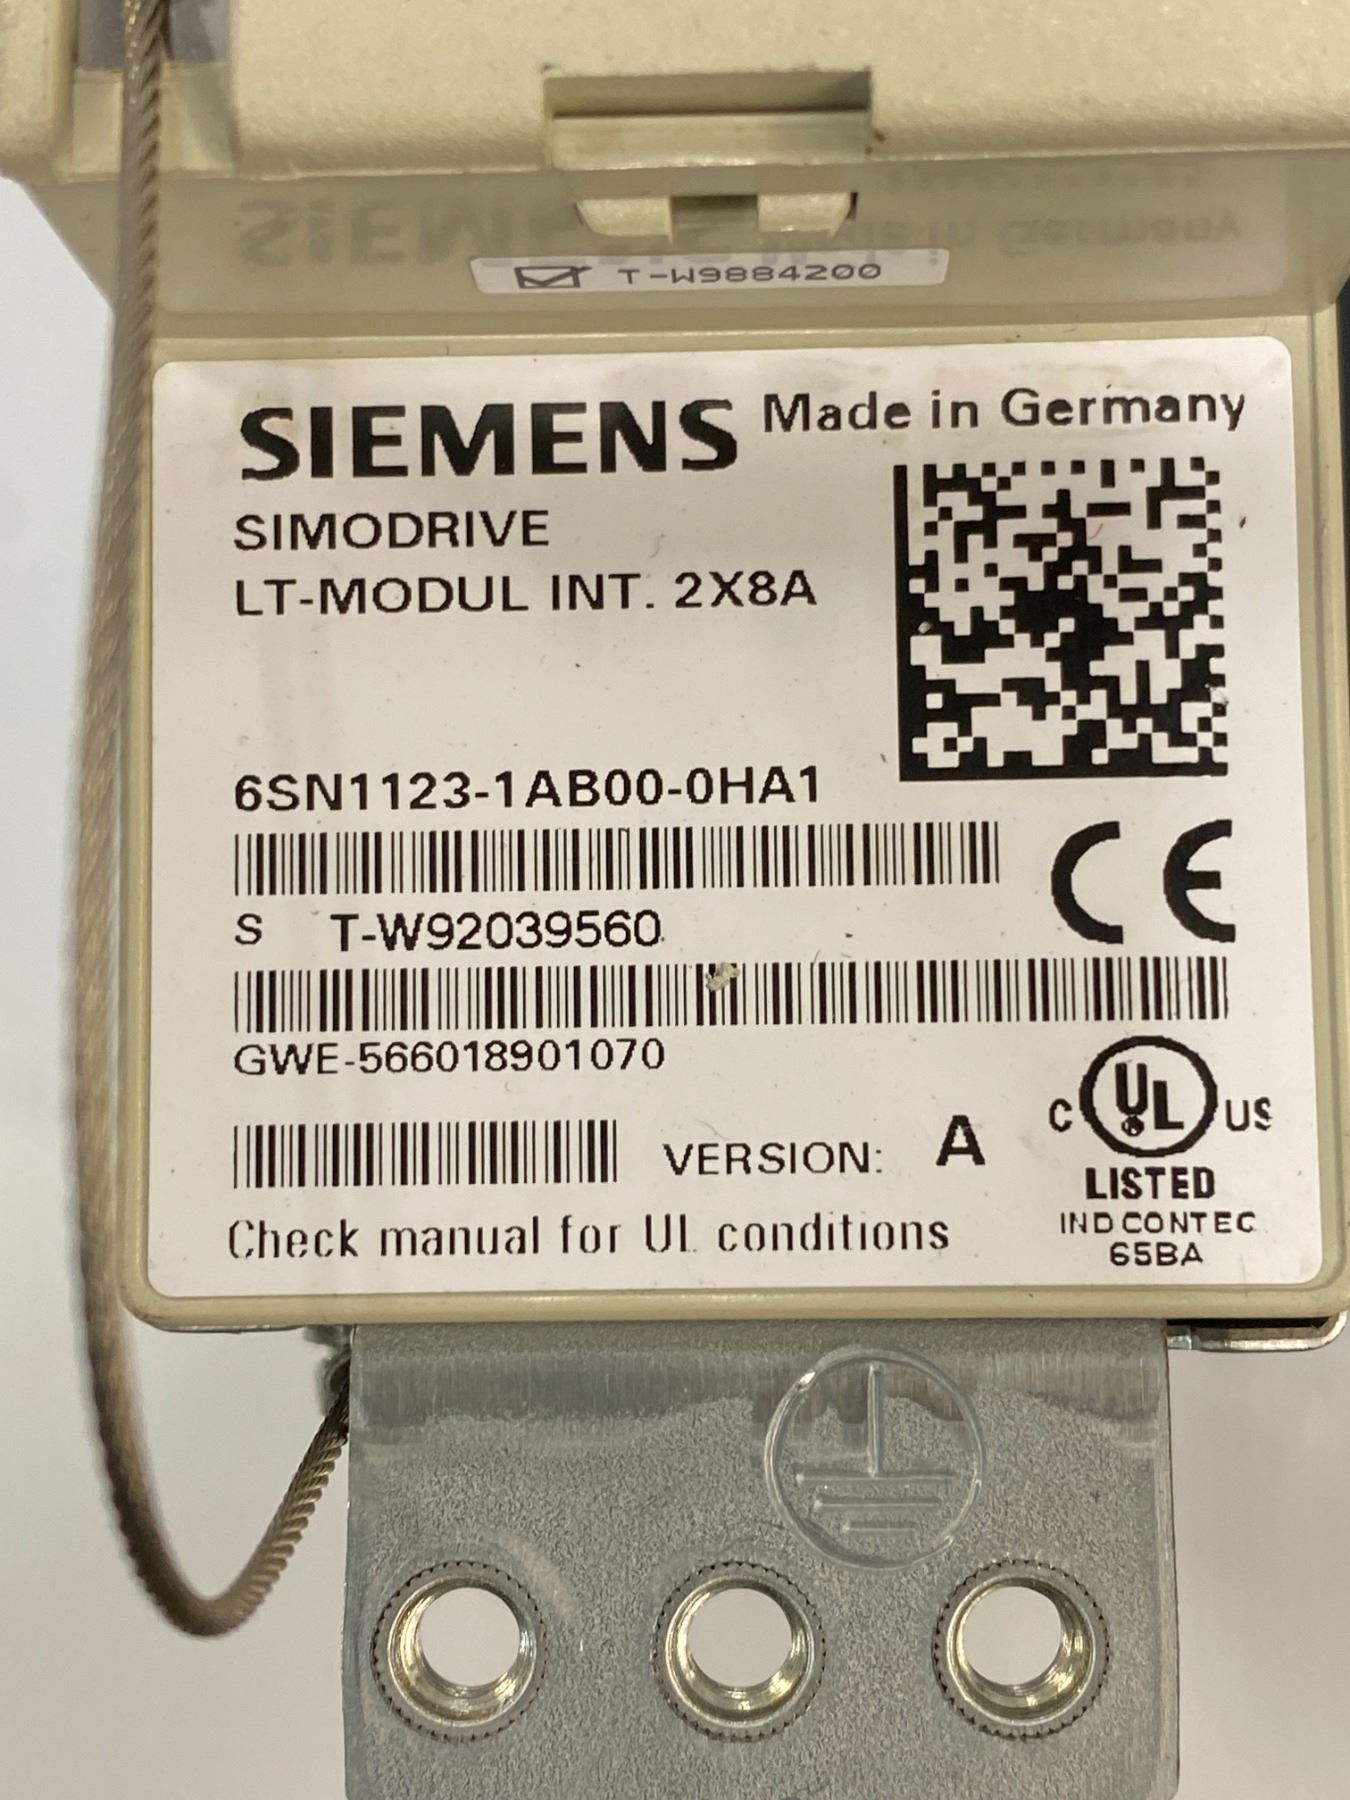 T-W9884200
SIEMENS Made in Germany
SIMODRIVE
LT-MODUL INT. 2X8A
6SN1123-1AB00-0HA1
CE
S T-W92039560
GWE-566018901070
VERSION: A
C UL US
LISTED
IND CONT EC
65BA
Check manual for UL conditions